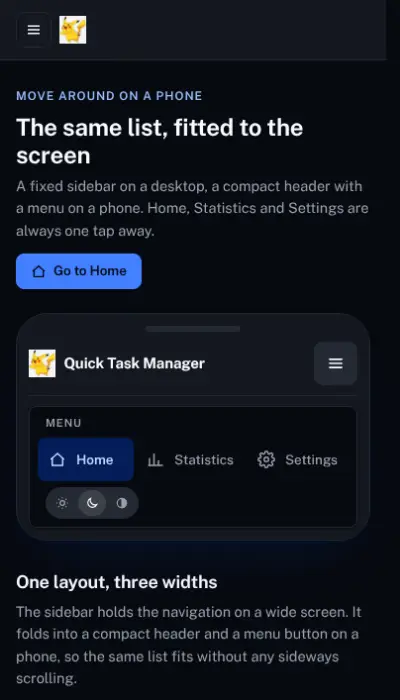 MOVE AROUND ON A PHONE
The same list, fitted to the
screen
A fixed sidebar on a desktop, a compact header with
a menu on a phone. Home, Statistics and Settings are
always one tap away.
Go to Home
Quick Task Manager
MENU
Home
Statistics
Settings
One layout, three widths
The sidebar holds the navigation on a wide screen. It
folds into a compact header and a menu button on a
phone, so the same list fits without any sideways
scrolling.